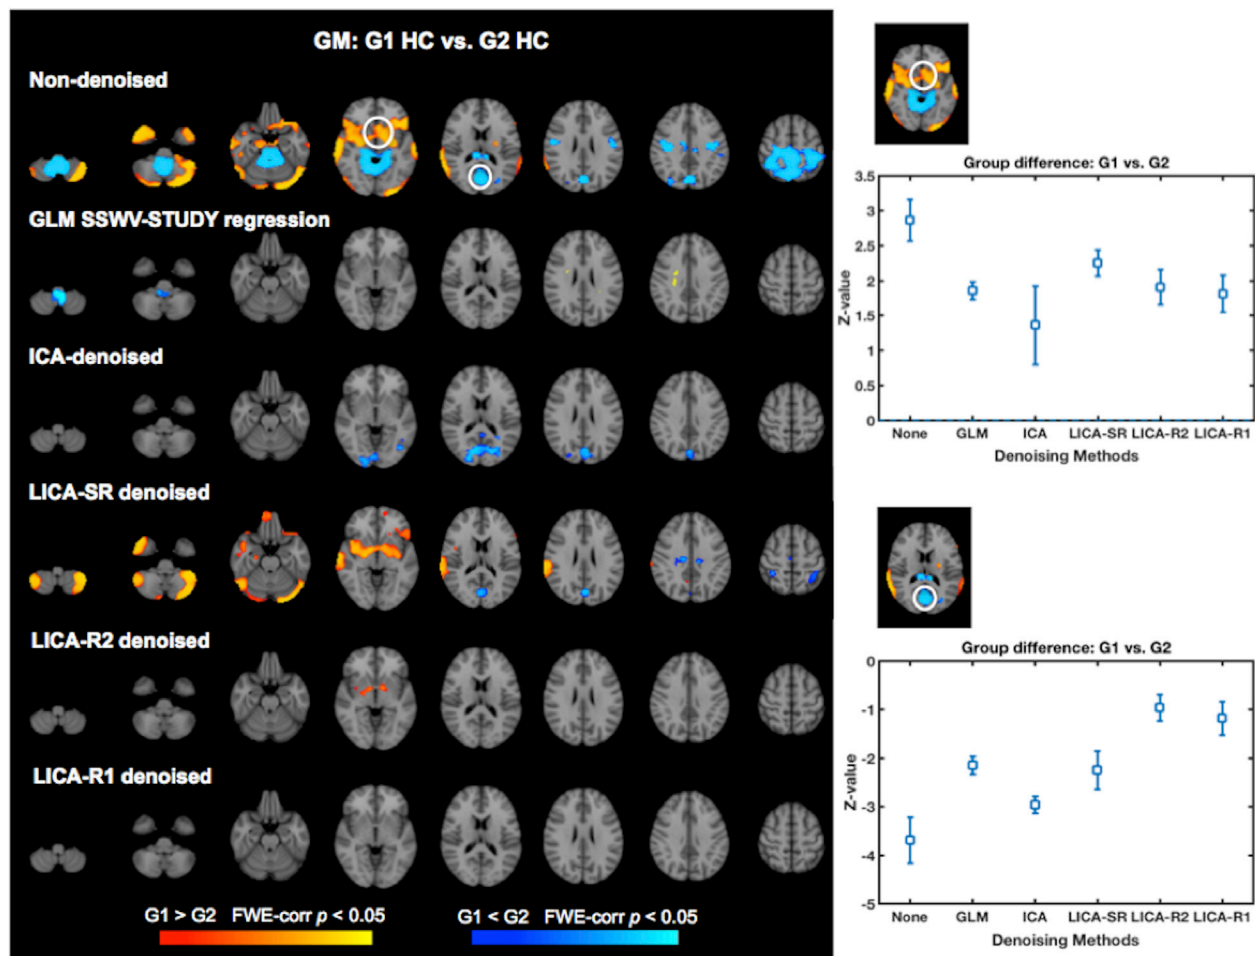 GM: G1 HC vs. G2 HC
Non-denoised
GLM SSWV-STUDY regression
ICA-denoised
LICA-SR denoised
LICA-R2 denoised
LICA-R1 denoised
G1 > G2 FWE-corr p < 0.05
G1 < G2 FWE-corr p < 0.05
Group difference: G1 vs. G2
3.5
3
2.5
2
1.5
1
0.5
0
Z-value
None GLM ICA LICA-SR LICA-R2 LICA-R1
Denoising Methods
Group difference: G1 vs. G2
0
-1
-2
-3
-4
-5
Z-value
None GLM ICA LICA-SR LICA-R2 LICA-R1
Denoising Methods